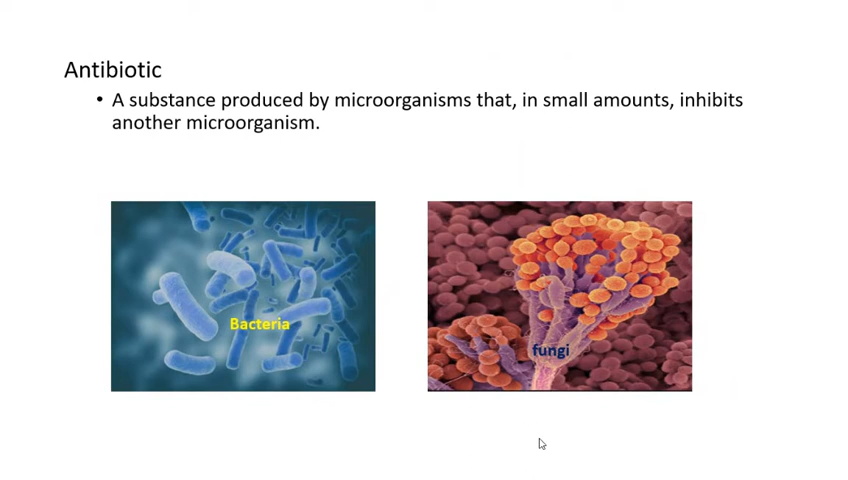 Antibiotic
• A substance produced by microorganisms that, in small amounts, inhibits
another microorganism.
Bacteria
fungi